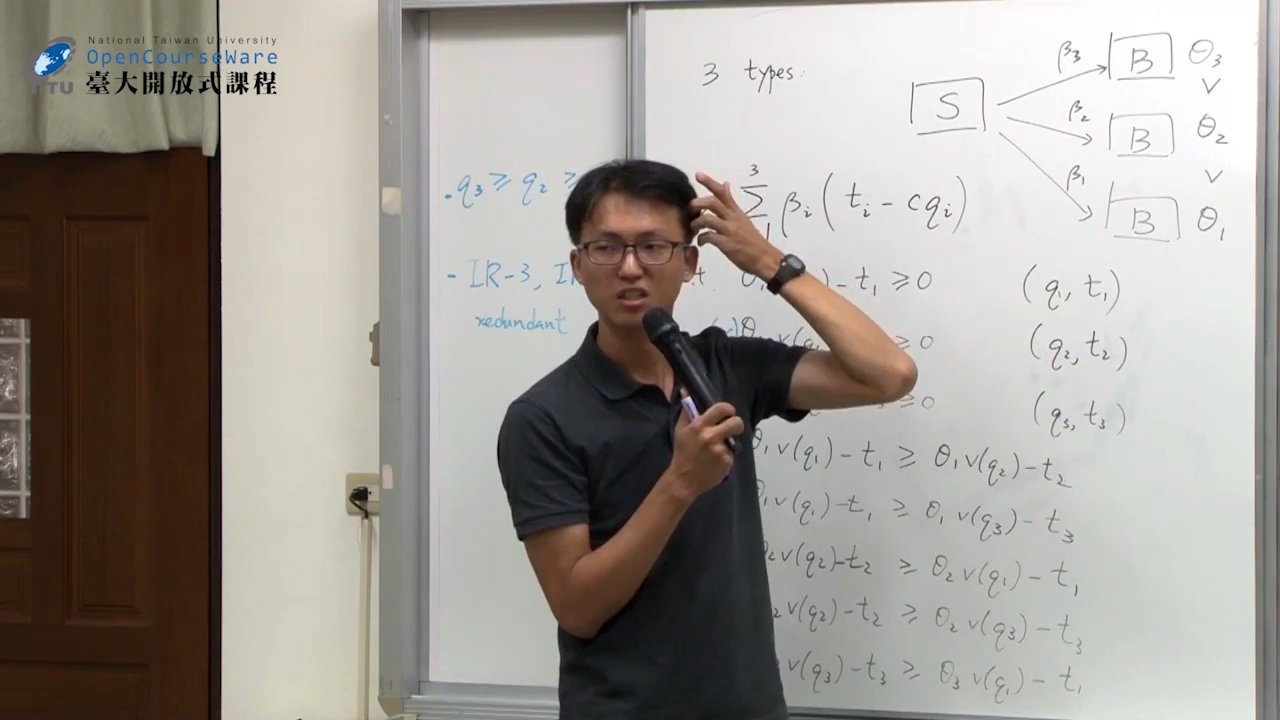 National Taiwan University
OpenCourseWare
臺大開放式課程
3 types:
S
β3 B θ3
∨
β2 B θ2
∨
β1 B θ1
. q3 ≥ q2 ≥
3 Σ βi ( ti - cqi )
- IR-3,
redundant
- t1 ≥ 0
≥ 0
≥ 0
(q1, t1)
(q2, t2)
(q3, t3)
v(q1) - t1 ≥ θ1 v(q2) - t2
v(q1) - t1 ≥ θ1 v(q3) - t3
v(q2) - t2 ≥ θ2 v(q1) - t1
v(q2) - t2 ≥ θ2 v(q3) - t3
v(q3) - t3 ≥ θ3 v(q1) - t1